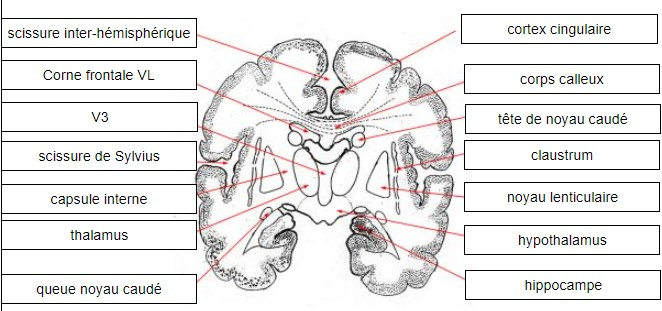 scissure inter-hémisphérique
Corne frontale VL
V3
scissure de Sylvius
capsule interne
thalamus
queue noyau caudé
cortex cingulaire
corps calleux
tête de noyau caudé
claustrum
noyau lenticulaire
hypothalamus
hippocampe